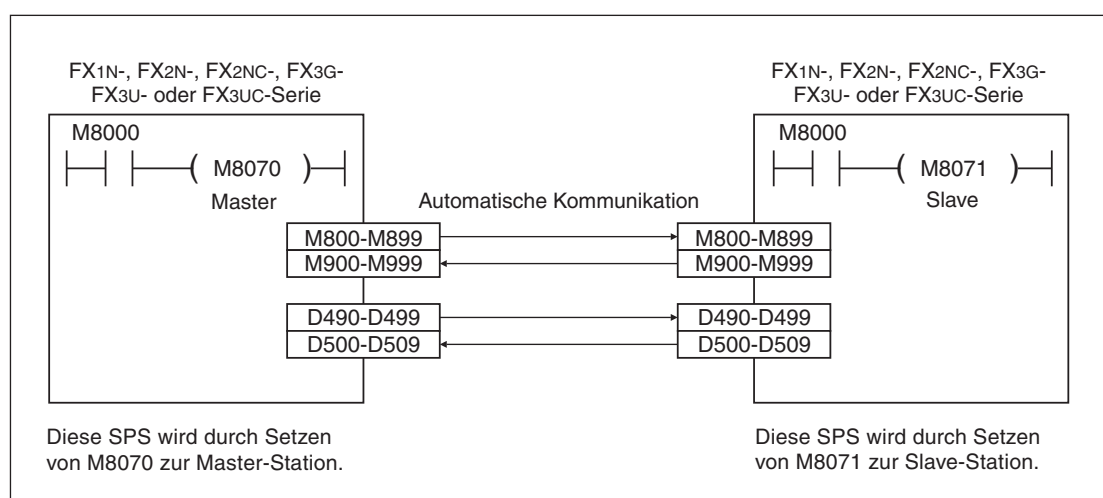 FX1N-, FX2N-, FX2NC-, FX3G-
FX3U- oder FX3UC-Serie
M8000
M8070
Master
M800-M899
M900-M999
D490-D499
D500-D509
Diese SPS wird durch Setzen
von M8070 zur Master-Station.
Automatische Kommunikation
FX1N-, FX2N-, FX2NC-, FX3G-
FX3U- oder FX3UC-Serie
M8000
M8071
Slave
M800-M899
M900-M999
D490-D499
D500-D509
Diese SPS wird durch Setzen
von M8071 zur Slave-Station.